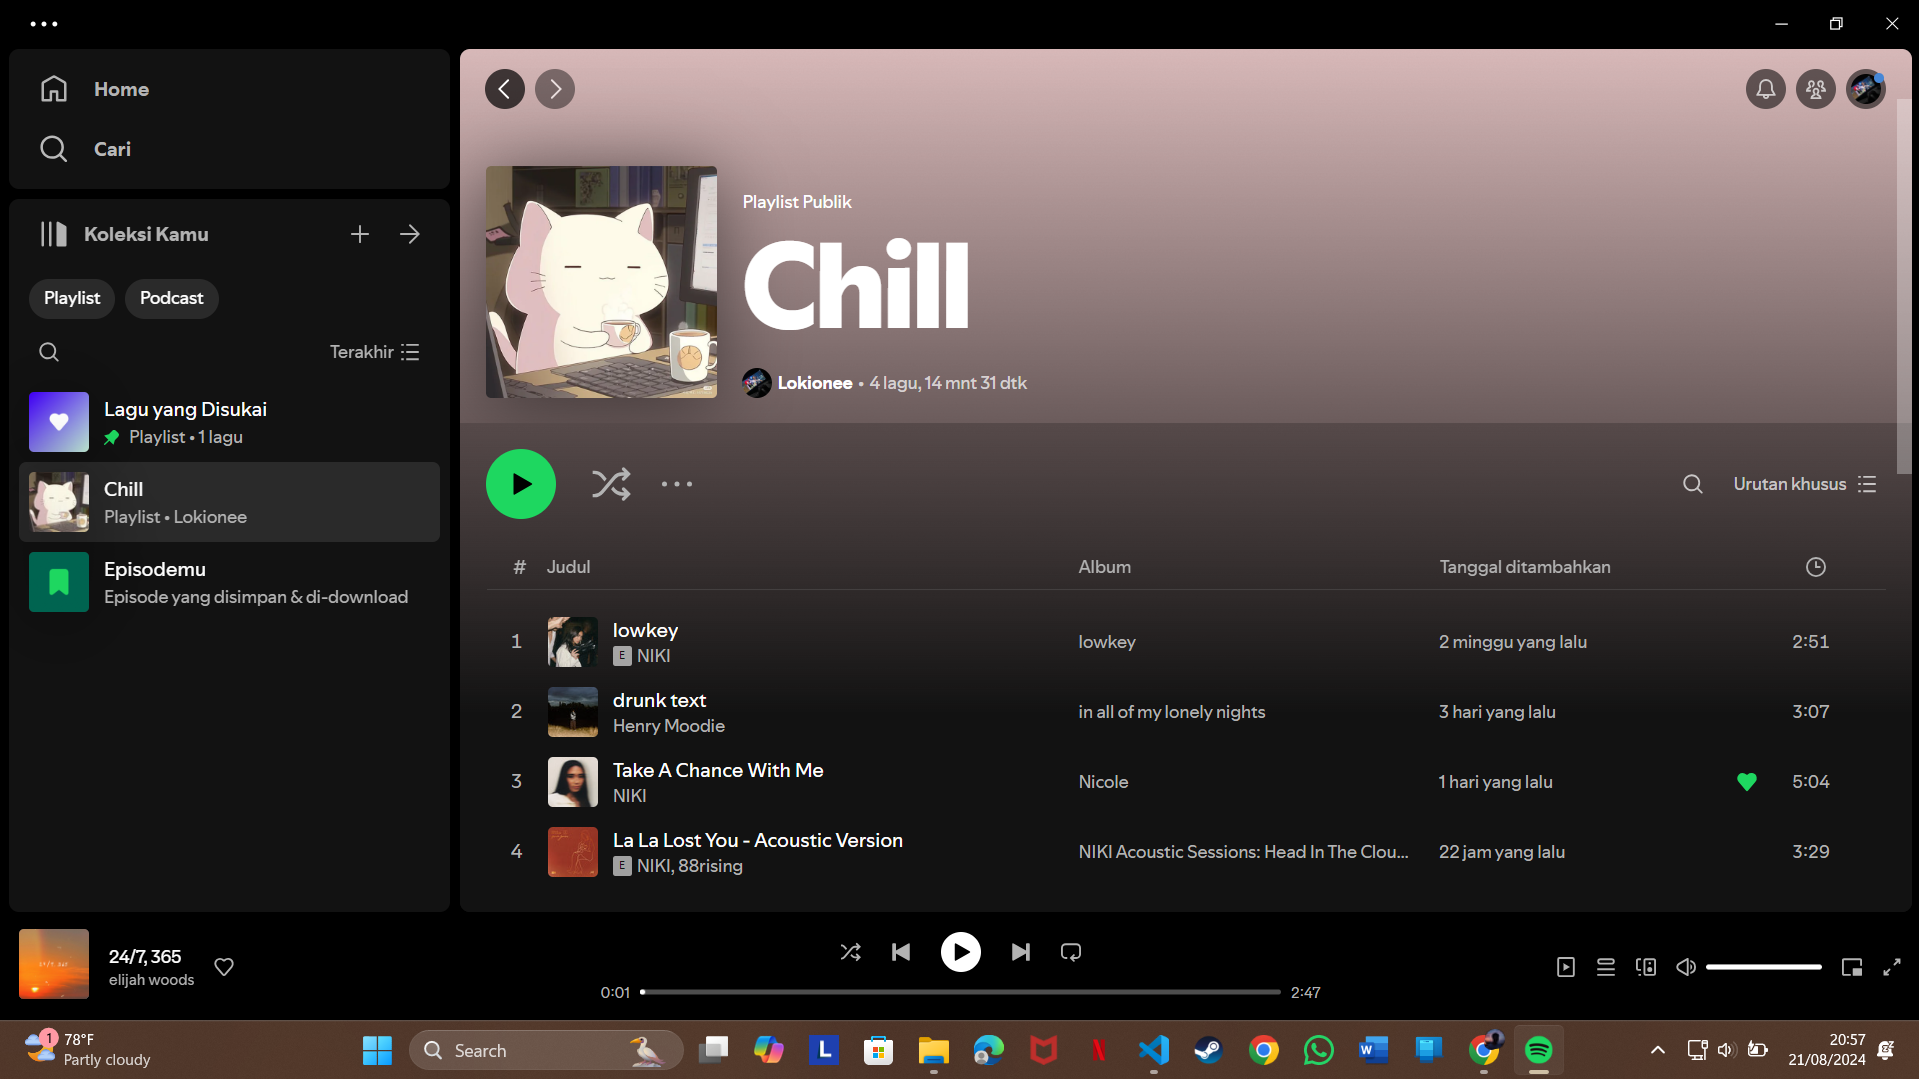 Home
Cari
Koleksi Kamu
Playlist
Podcast
Terakhir
Lagu yang Disukai
Playlist • 1 lagu
Chill
Playlist • Lokionee
Episodemu
Episode yang disimpan & di-download
Playlist Publik
Chill
Lokionee • 4 lagu, 14 mnt 31 dtk
Urutan khusus
# Judul Album Tanggal ditambahkan
1 lowkey lowkey 2 minggu yang lalu 2:51
E NIKI
2 drunk text in all of my lonely nights 3 hari yang lalu 3:07
Henry Moodie
3 Take A Chance With Me Nicole 1 hari yang lalu 5:04
NIKI
4 La La Lost You - Acoustic Version NIKI Acoustic Sessions: Head In The Clou... 22 jam yang lalu 3:29
E NIKI, 88rising
24/7, 365
elijah woods
0:01
2:47
1
78°F
Partly cloudy
Search
20:57
21/08/2024